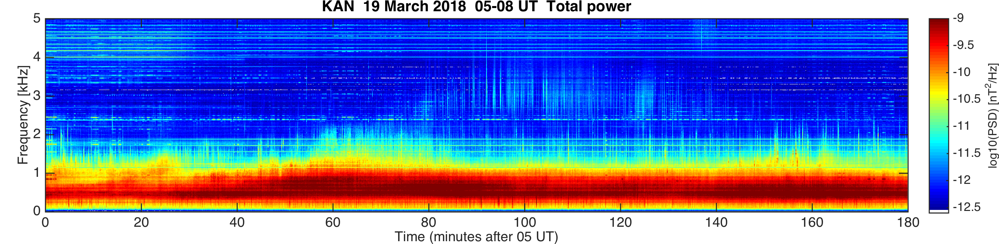 KAN 19 March 2018 05-08 UT Total power
5
4
3
2
1
0
Frequency [kHz]
0 20 40 60 80 100 120 140 160 180
Time (minutes after 05 UT)
-9
-9.5
-10
-10.5
-11
-11.5
-12
-12.5
log10(PSD) [nT²/Hz]